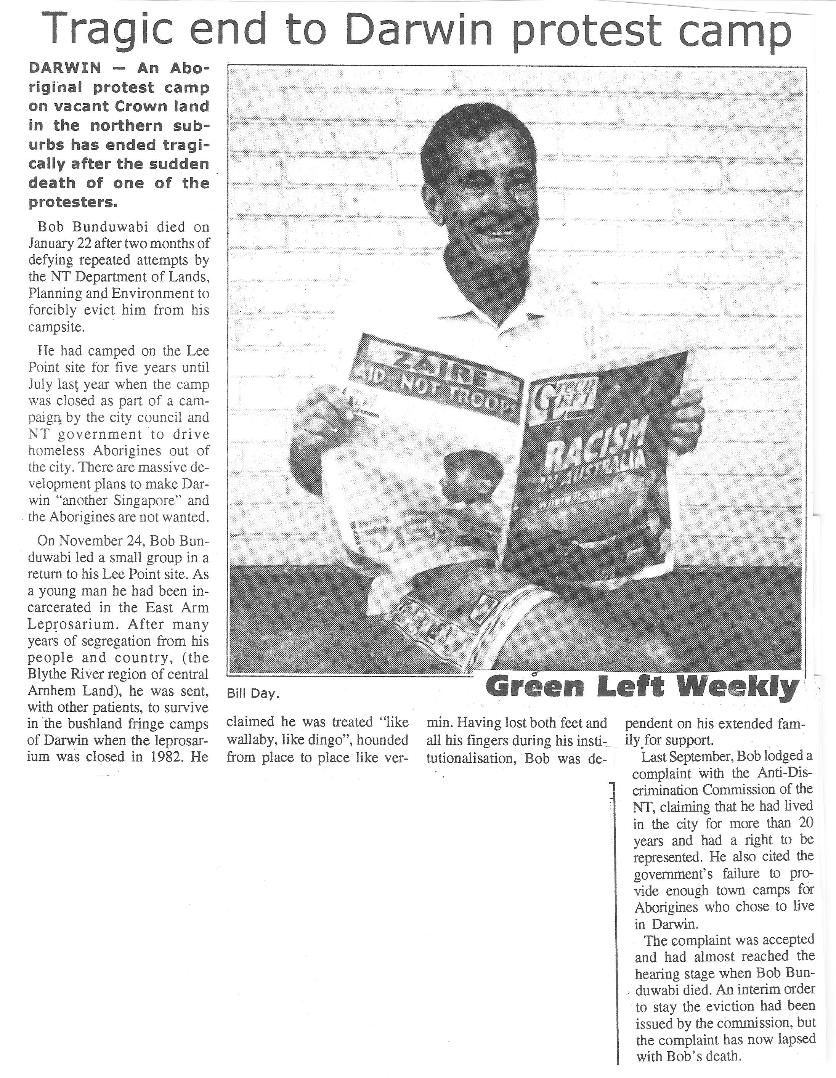 Tragic end to Darwin protest camp
DARWIN — An Abo-
riginal protest camp
on vacant Crown land
in the northern sub-
urbs has ended tragi-
cally after the sudden
death of one of the
protesters.
Bob Bunduwabi died on
January 22 after two months of
defying repeated attempts by
the NT Department of Lands,
Planning and Environment to
forcibly evict him from his
campsite.
He had camped on the Lee
Point site for five years until
July last year when the camp
was closed as part of a cam-
paign by the city council and
NT government to drive
homeless Aborigines out of
the city. There are massive de-
velopment plans to make Dar-
win “another Singapore” and
the Aborigines are not wanted.
On November 24, Bob Bun-
duwabi led a small group in a
return to his Lee Point site. As
a young man he had been in-
carcerated in the East Arm
Leprosarium. After many
years of segregation from his
people and country, (the
Blythe River region of central
Arnhem Land), he was sent,
with other patients, to survive
in the bushland fringe camps
of Darwin when the leprosar-
ium was closed in 1982. He
ZAIRE
AID NOT TROOPS
Green
Left
RACISM
IN AUSTRALIA
Bill Day.
Green Left Weekly
claimed he was treated “like
wallaby, like dingo”, hounded
from place to place like ver-
min. Having lost both feet and
all his fingers during his insti-
tutionalisation, Bob was de-
pendent on his extended fam-
ily for support.
Last September, Bob lodged a
complaint with the Anti-Dis-
crimination Commission of the
NT, claiming that he had lived
in the city for more than 20
years and had a right to be
represented. He also cited the
government’s failure to pro-
vide enough town camps for
Aborigines who chose to live
in Darwin.
The complaint was accepted
and had almost reached the
hearing stage when Bob Bun-
duwabi died. An interim order
to stay the eviction had been
issued by the commission, but
the complaint has now lapsed
with Bob’s death.